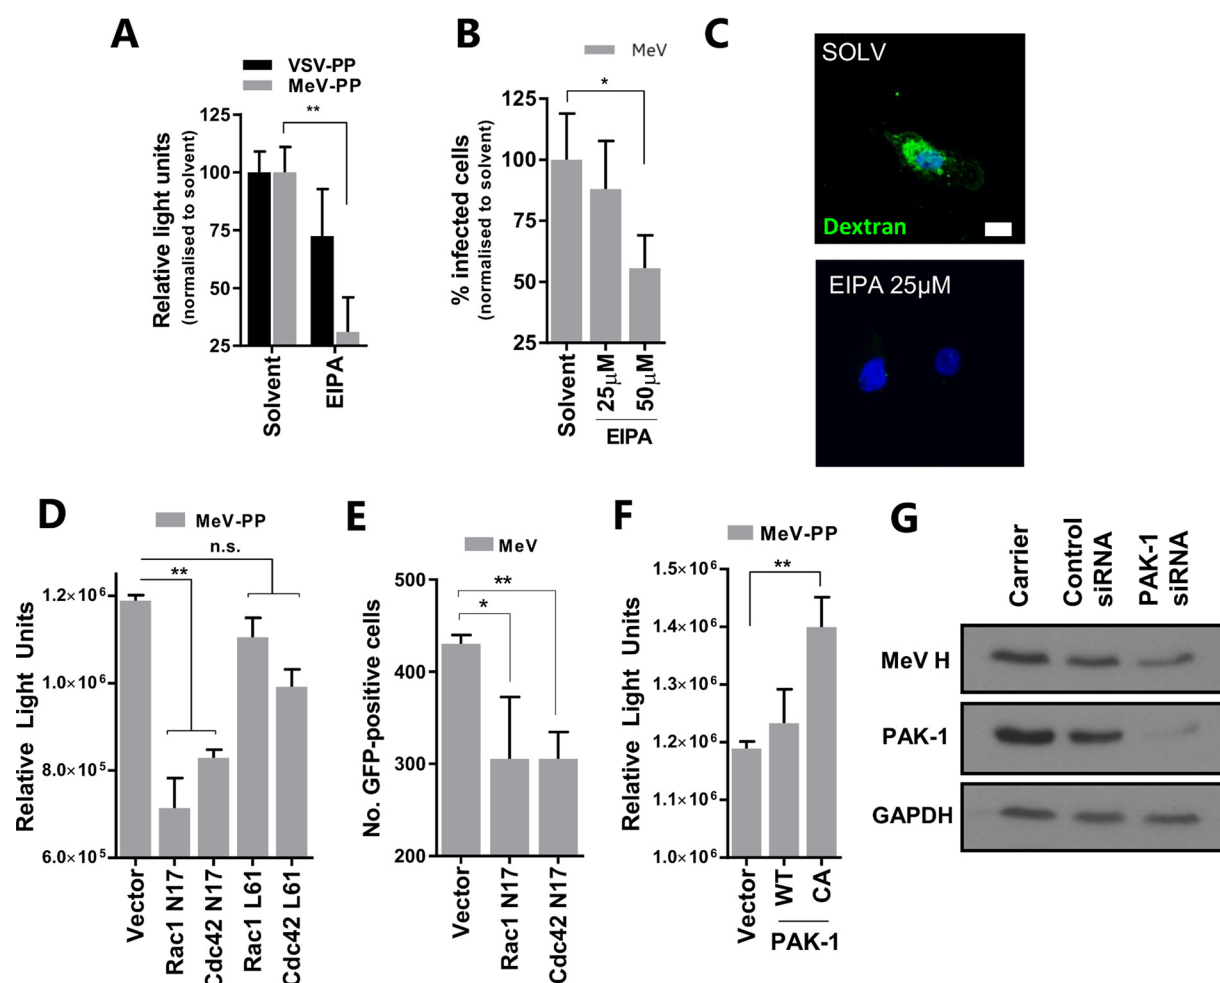 A
VSV-PP
MeV-PP
Relative light units
(normalised to solvent)
125
100
75
50
25
**
Solvent
EIPA
B
MeV
% infected cells
(normalised to solvent)
125
100
75
50
25
*
Solvent
25μM
50μM
EIPA
C
SOLV
Dextran
EIPA 25μM
D
MeV-PP
n.s.
**
Relative Light Units
1.2×10⁶
1.0×10⁶
8.0×10⁵
6.0×10⁵
Vector
Rac1 N17
Cdc42 N17
Rac1 L61
Cdc42 L61
E
MeV
No. GFP-positive cells
500
400
300
200
*
**
Vector
Rac1 N17
Cdc42 N17
F
MeV-PP
**
Relative Light Units
1.5×10⁶
1.4×10⁶
1.3×10⁶
1.2×10⁶
1.1×10⁶
1.0×10⁶
Vector
WT
CA
PAK-1
G
Carrier
Control
siRNA
PAK-1
siRNA
MeV H
PAK-1
GAPDH